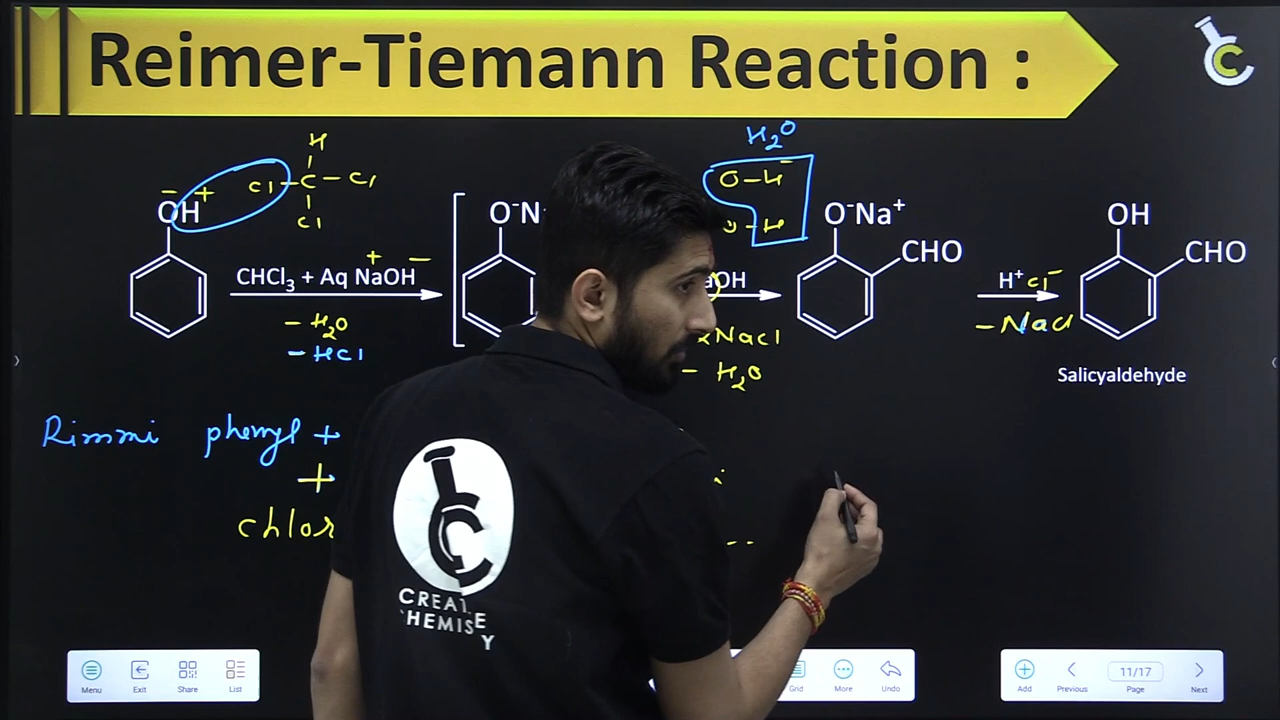 Reimer-Tiemann Reaction :
H
Cl - C - Cl
Cl
H₂O
O - H⁻
O - H
⁻ +
OH
CHCl₃ + Aq NaOH
+ −
- H₂O
- HCl
O⁻N
NaCl
- H₂O
O⁻Na⁺
CHO
H⁺ Cl⁻
- NaCl
OH
CHO
Salicyaldehyde
Rimmi phenyl +
+
chlor
CREATIVE
CHEMISTRY
Menu
Exit
Share
List
Grid
More
Undo
Add
Previous
11/17
Page
Next